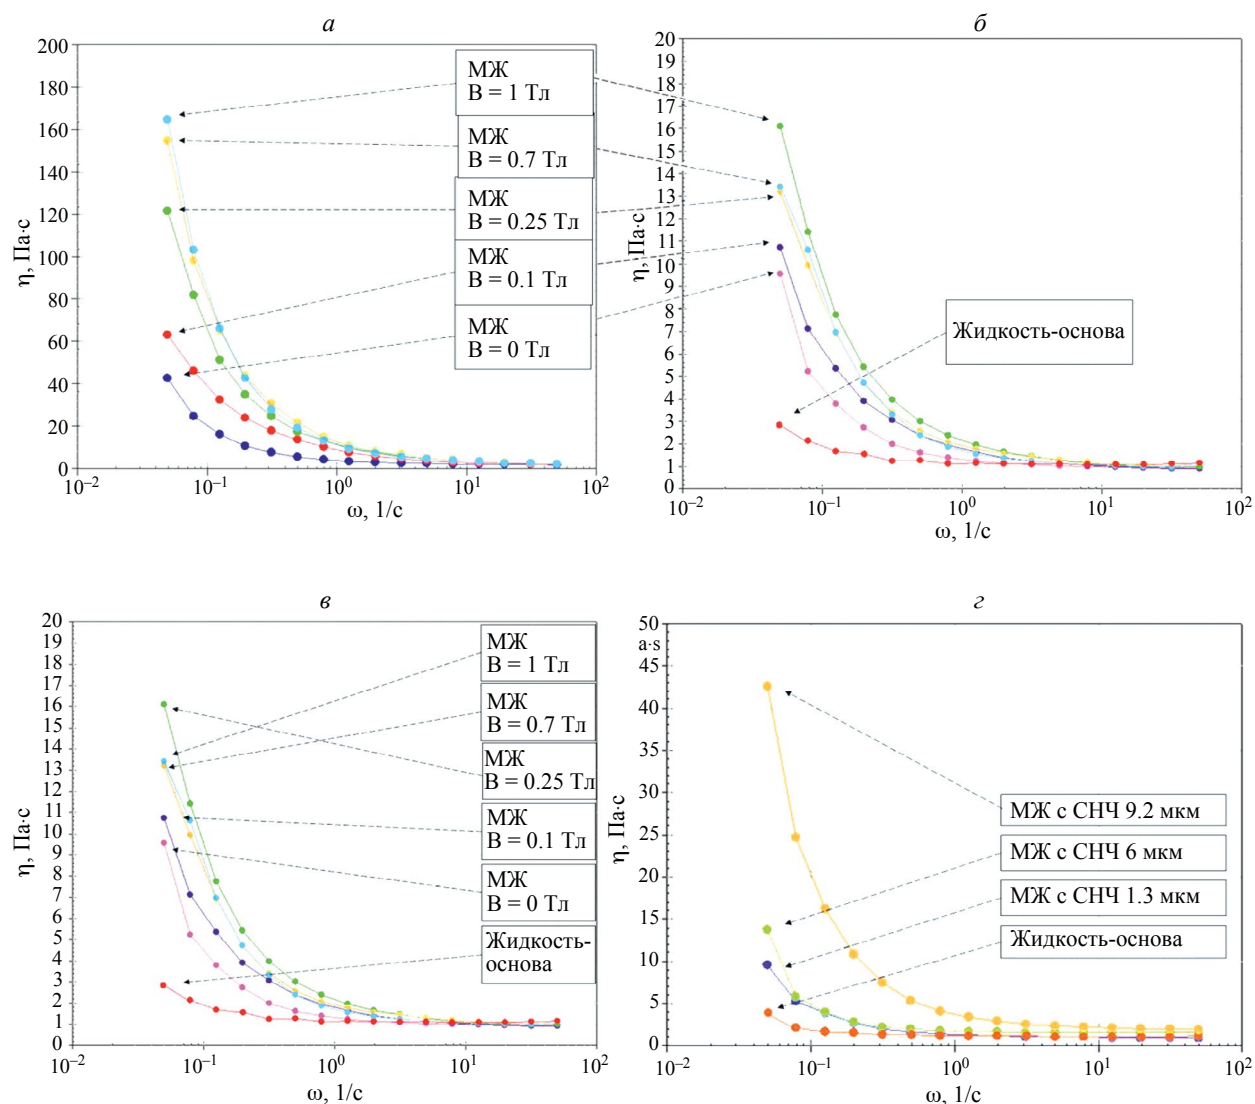 а
200
180
160
140
120
100
80
60
40
20
0
η, Па·с
10⁻²
10⁻¹
10⁰
10¹
10²
ω, 1/с
МЖ
B = 1 Тл
МЖ
B = 0.7 Тл
МЖ
B = 0.25 Тл
МЖ
B = 0.1 Тл
МЖ
B = 0 Тл
б
20
19
18
17
16
15
14
13
12
11
10
9
8
7
6
5
4
3
2
1
0
η, Па·с
Жидкость-основа
10⁻²
10⁻¹
10⁰
10¹
10²
ω, 1/с
в
20
19
18
17
16
15
14
13
12
11
10
9
8
7
6
5
4
3
2
1
0
η, Па·с
МЖ
B = 1 Тл
МЖ
B = 0.7 Тл
МЖ
B = 0.25 Тл
МЖ
B = 0.1 Тл
МЖ
B = 0 Тл
Жидкость-
основа
10⁻²
10⁻¹
10⁰
10¹
10²
ω, 1/с
г
50
a·s
45
40
35
30
25
20
15
10
5
0
η, Па·с
МЖ с СНЧ 9.2 мкм
МЖ с СНЧ 6 мкм
МЖ с СНЧ 1.3 мкм
Жидкость-основа
10⁻²
10⁻¹
10⁰
10¹
10²
ω, 1/с